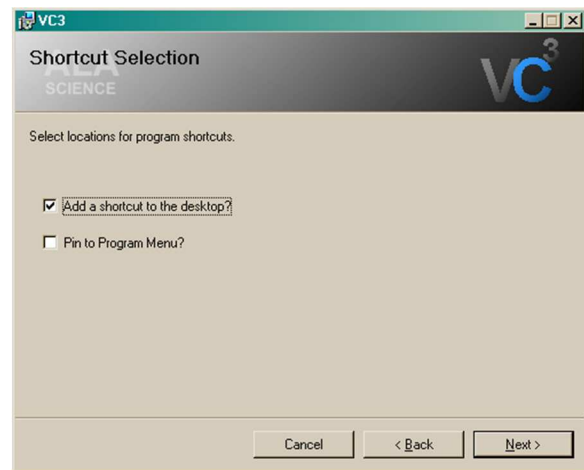 VC3
Shortcut Selection
ALA
SCIENCE
VC3
Select locations for program shortcuts.
Add a shortcut to the desktop?
Pin to Program Menu?
Cancel
< Back
Next >